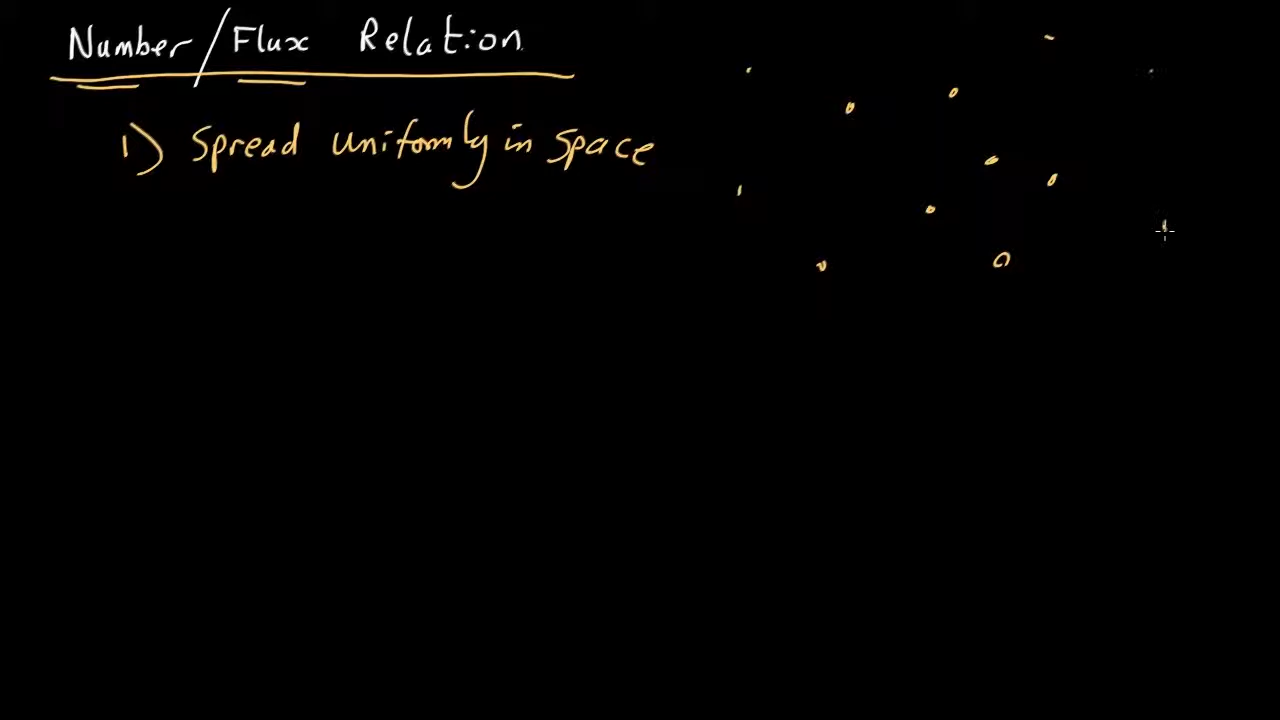 Number/Flux Relation
1) Spread uniformly in space